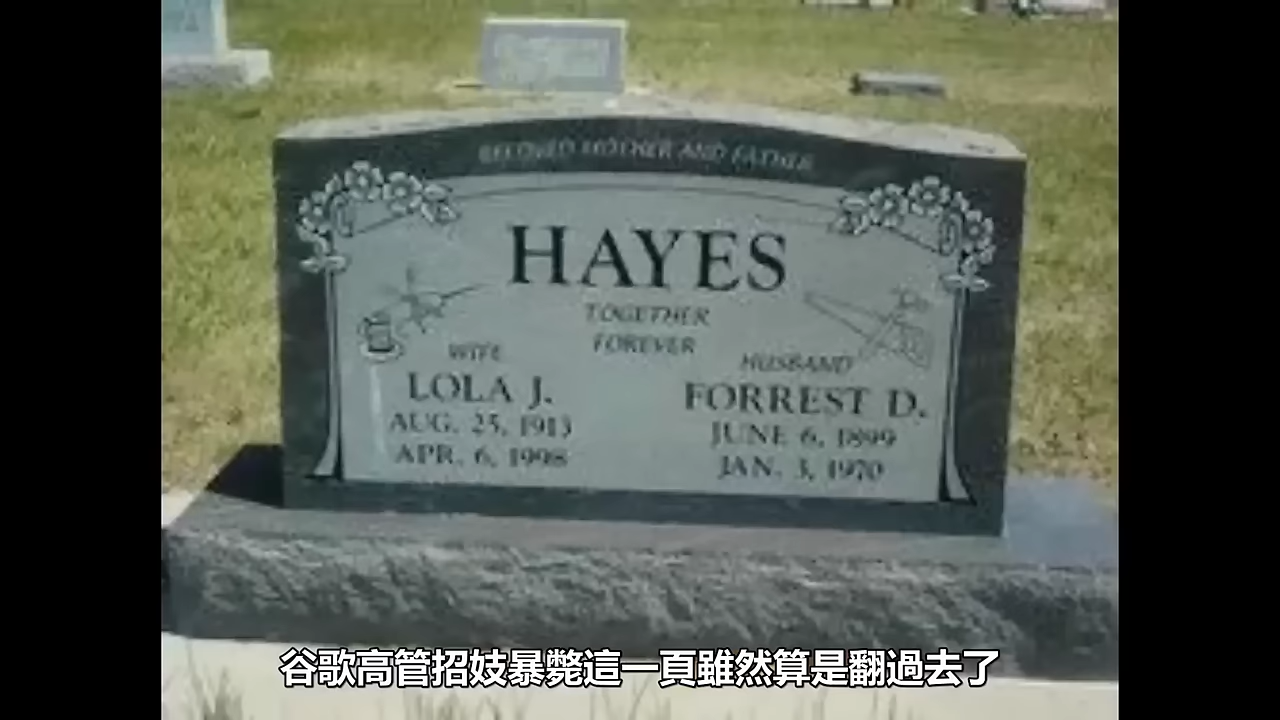 BELOVED MOTHER AND FATHER
HAYES
TOGETHER
FOREVER
WIFE
LOLA J.
AUG. 25, 1913
APR. 6, 1998
HUSBAND
FORREST D.
JUNE 6, 1899
JAN. 3, 1970
谷歌高管招妓暴斃這一頁雖然算是翻過去了